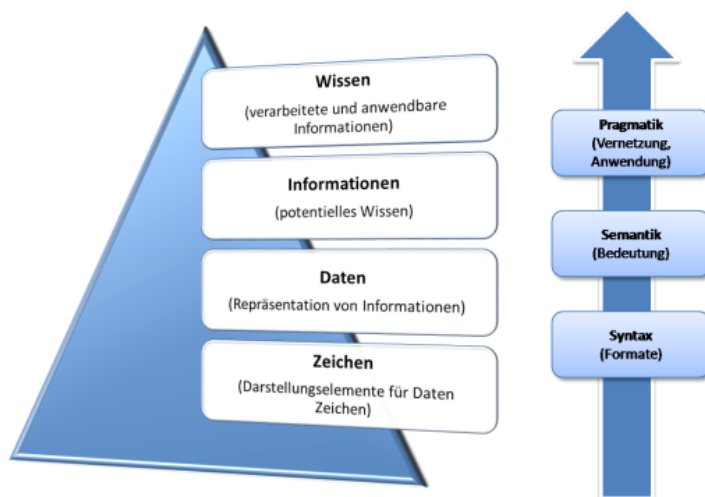 Wissen
(verarbeitete und anwendbare
Informationen)
Informationen
(potentielles Wissen)
Daten
(Repräsentation von Informationen)
Zeichen
(Darstellungselemente für Daten
Zeichen)
Pragmatik
(Vernetzung,
Anwendung)
Semantik
(Bedeutung)
Syntax
(Formate)